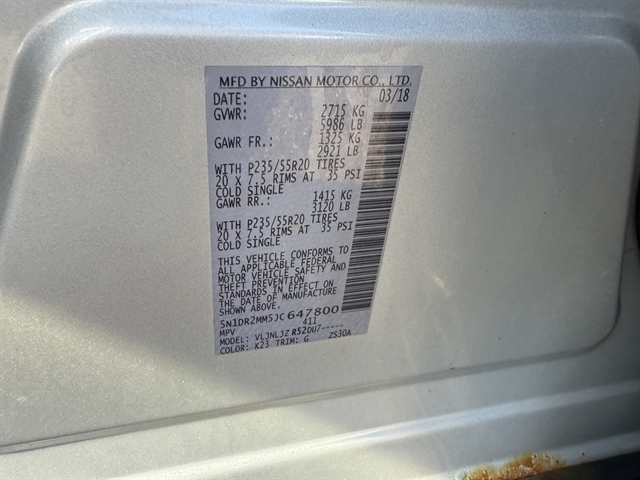 MFD BY NISSAN MOTOR CO., LTD.
DATE: 03/18
GVWR: 2715 KG
5986 LB
GAWR FR.: 1325 KG
2921 LB
WITH P235/55R20 TIRES
20 X 7.5 RIMS AT 35 PSI
COLD SINGLE
GAWR RR.: 1415 KG
3120 LB
WITH P235/55R20 TIRES
20 X 7.5 RIMS AT 35 PSI
COLD SINGLE
THIS VEHICLE CONFORMS TO
ALL APPLICABLE FEDERAL
MOTOR VEHICLE SAFETY AND
THEFT PREVENTION
STANDARDS IN EFFECT ON
THE DATE OF MANUFACTURE
5N1DR2MM5JC647800
MPV 411
MODEL: VLJNLJZ R52DU7-----
COLOR: K23 TRIM: G ZS30A